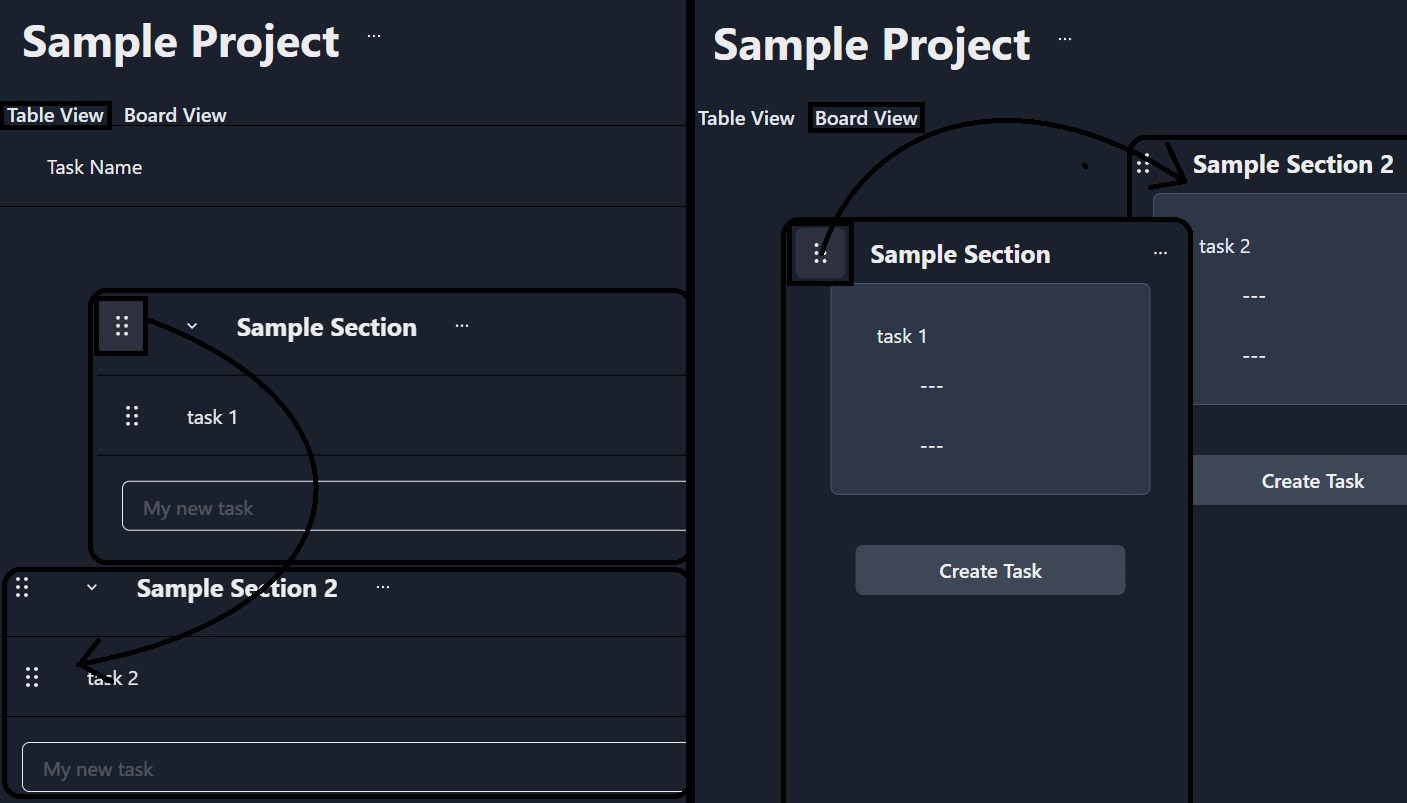 Sample Project ...
Table View Board View
Task Name
Sample Section ...
task 1
My new task
Sample Section 2 ...
task 2
My new task
Sample Project ...
Table View Board View
Sample Section 2
task 2
---
---
Create Task
Sample Section ...
task 1
---
---
Create Task